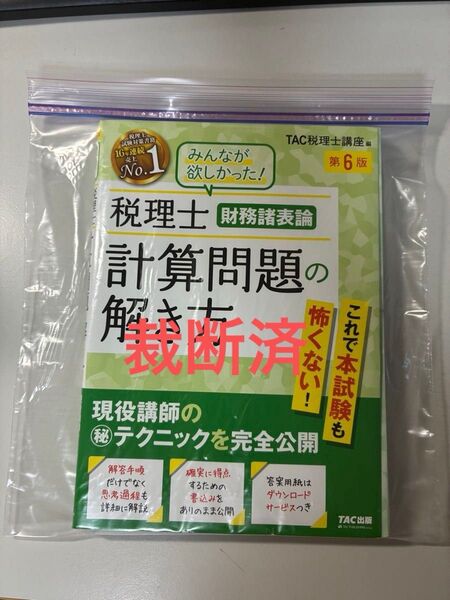 税理士
試験対策書籍
16年連続
売上
No.1
TAC税理士講座 編
第6版
みんなが
欲しかった!
税理士 財務諸表論
計算問題の
解き方
裁断済
これで本試験も
怖くない!
現役講師の
㊙テクニックを完全公開
解答手順
だけでなく
思考過程も
詳細に解説
確実に得点
するための
書込みを
ありのまま公開
答案用紙は
ダウンロード
サービスつき
TAC出版